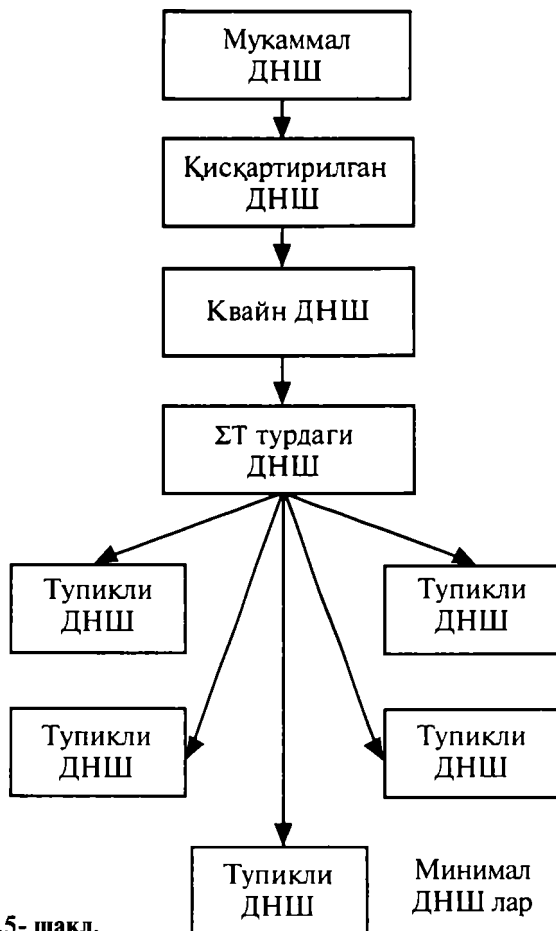 Мукаммал
ДНШ
Қисқартирилган
ДНШ
Квайн ДНШ
ΣТ турдаги
ДНШ
Тупикли
ДНШ
Тупикли
ДНШ
Тупикли
ДНШ
Тупикли
ДНШ
Тупикли
ДНШ
Минимал
ДНШ лар
.5- шакл.